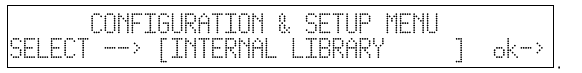 CONFIGURATION & SETUP MENU
SELECT --> [INTERNAL LIBRARY ] ok->
.